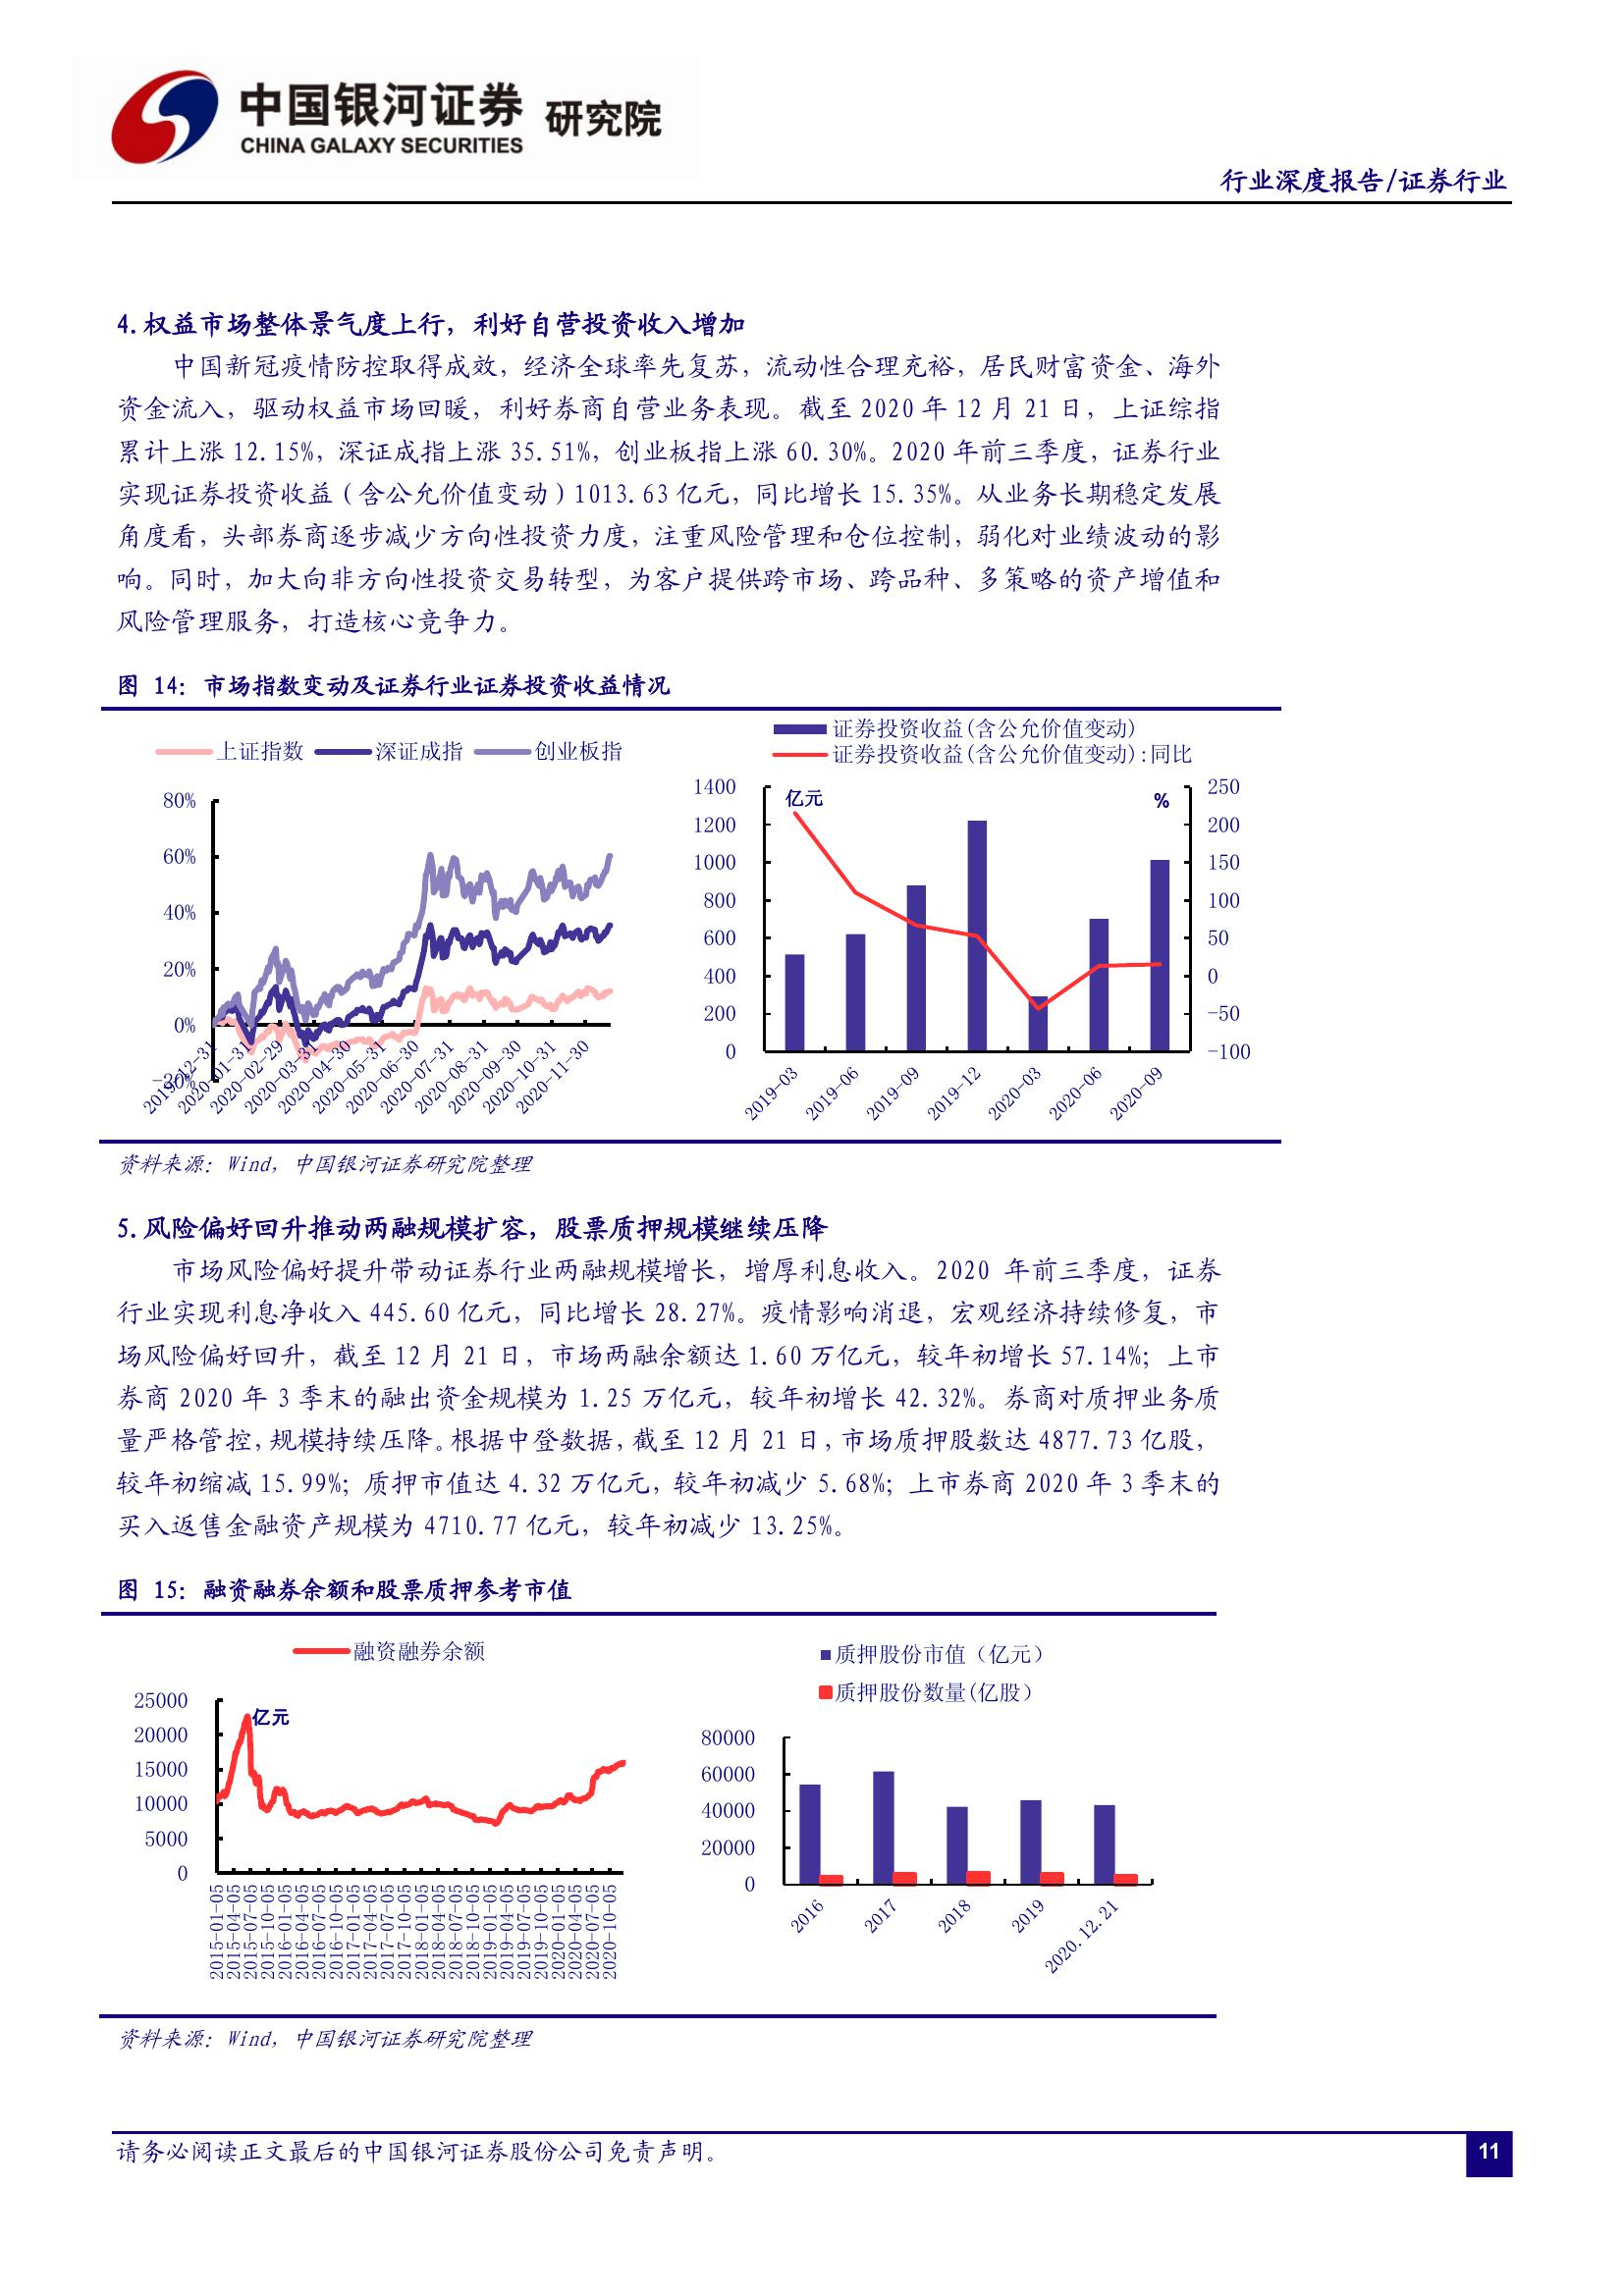 中国银河证券 研究院
CHINA GALAXY SECURITIES
行业深度报告/证券行业
4.权益市场整体景气度上行，利好自营投资收入增加
中国新冠疫情防控取得成效，经济全球率先复苏，流动性合理充裕，居民财富资金、海外
资金流入，驱动权益市场回暖，利好券商自营业务表现。截至 2020 年 12 月 21 日，上证综指
累计上涨 12.15%，深证成指上涨 35.51%，创业板指上涨 60.30%。2020 年前三季度，证券行业
实现证券投资收益（含公允价值变动）1013.63 亿元，同比增长 15.35%。从业务长期稳定发展
角度看，头部券商逐步减少方向性投资力度，注重风险管理和仓位控制，弱化对业绩波动的影
响。同时，加大向非方向性投资交易转型，为客户提供跨市场、跨品种、多策略的资产增值和
风险管理服务，打造核心竞争力。
图 14：市场指数变动及证券行业证券投资收益情况
上证指数 深证成指 创业板指
80%
60%
40%
20%
0%
-20%
2019-12-31
2020-01-31
2020-02-29
2020-03-31
2020-04-30
2020-05-31
2020-06-30
2020-07-31
2020-08-31
2020-09-30
2020-10-31
2020-11-30
证券投资收益(含公允价值变动)
证券投资收益(含公允价值变动):同比
亿元
%
1400
1200
1000
800
600
400
200
0
250
200
150
100
50
0
-50
-100
2019-03
2019-06
2019-09
2019-12
2020-03
2020-06
2020-09
资料来源：Wind，中国银河证券研究院整理
5.风险偏好回升推动两融规模扩容，股票质押规模继续压降
市场风险偏好提升带动证券行业两融规模增长，增厚利息收入。2020 年前三季度，证券
行业实现利息净收入 445.60 亿元，同比增长 28.27%。疫情影响消退，宏观经济持续修复，市
场风险偏好回升，截至 12 月 21 日，市场两融余额达 1.60 万亿元，较年初增长 57.14%；上市
券商 2020 年 3 季末的融出资金规模为 1.25 万亿元，较年初增长 42.32%。券商对质押业务质
量严格管控，规模持续压降。根据中登数据，截至 12 月 21 日，市场质押股数达 4877.73 亿股，
较年初缩减 15.99%；质押市值达 4.32 万亿元，较年初减少 5.68%；上市券商 2020 年 3 季末的
买入返售金融资产规模为 4710.77 亿元，较年初减少 13.25%。
图 15：融资融券余额和股票质押参考市值
融资融券余额
亿元
25000
20000
15000
10000
5000
0
2015-01-05
2015-04-05
2015-07-05
2015-10-05
2016-01-05
2016-04-05
2016-07-05
2016-10-05
2017-01-05
2017-04-05
2017-07-05
2017-10-05
2018-01-05
2018-04-05
2018-07-05
2018-10-05
2019-01-05
2019-04-05
2019-07-05
2019-10-05
2020-01-05
2020-04-05
2020-07-05
2020-10-05
质押股份市值（亿元）
质押股份数量(亿股）
80000
60000
40000
20000
0
2016
2017
2018
2019
2020.12.21
资料来源：Wind，中国银河证券研究院整理
请务必阅读正文最后的中国银河证券股份公司免责声明。
11